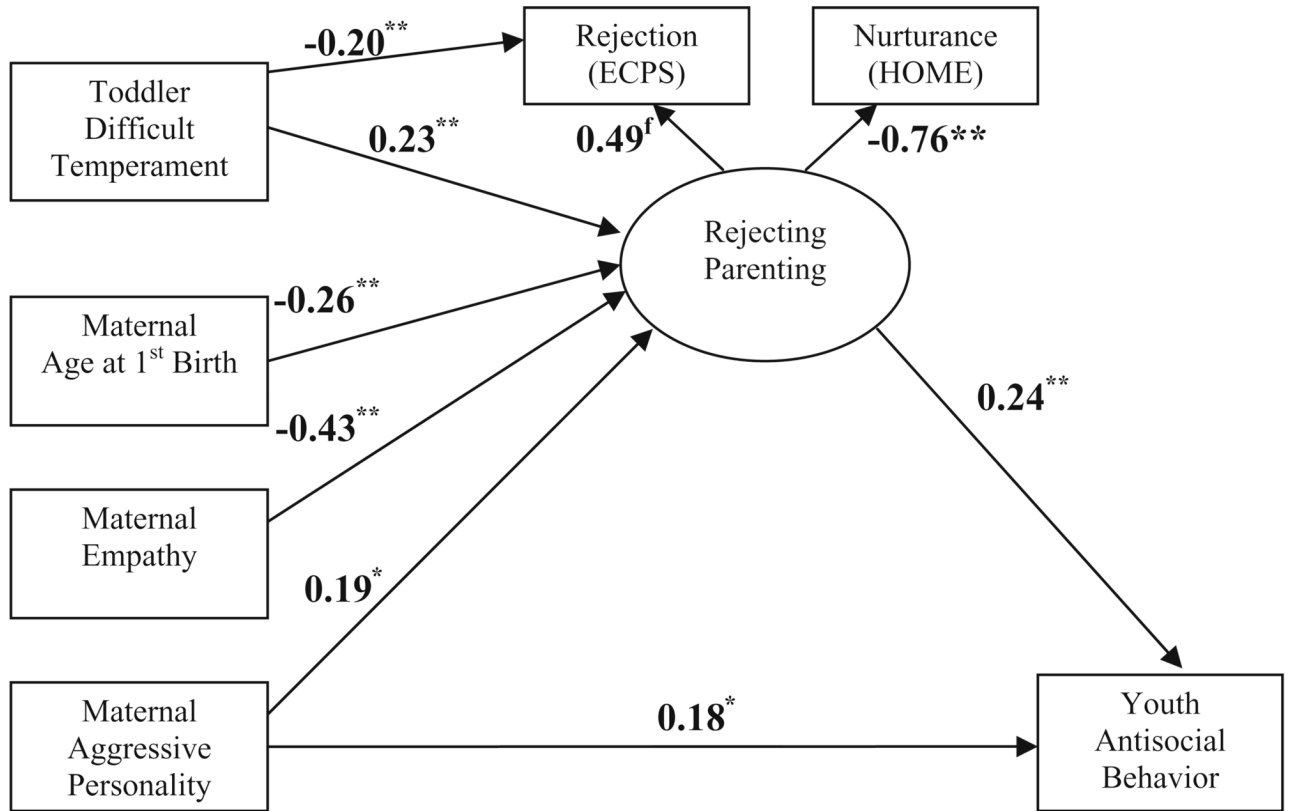 -0.20**
Rejection
(ECPS)
Nurturance
(HOME)
Toddler
Difficult
Temperament
0.23**
0.49f
-0.76**
Rejecting
Parenting
-0.26**
Maternal
Age at 1st Birth
-0.43**
0.24**
Maternal
Empathy
0.19*
Maternal
Aggressive
Personality
0.18*
Youth
Antisocial
Behavior